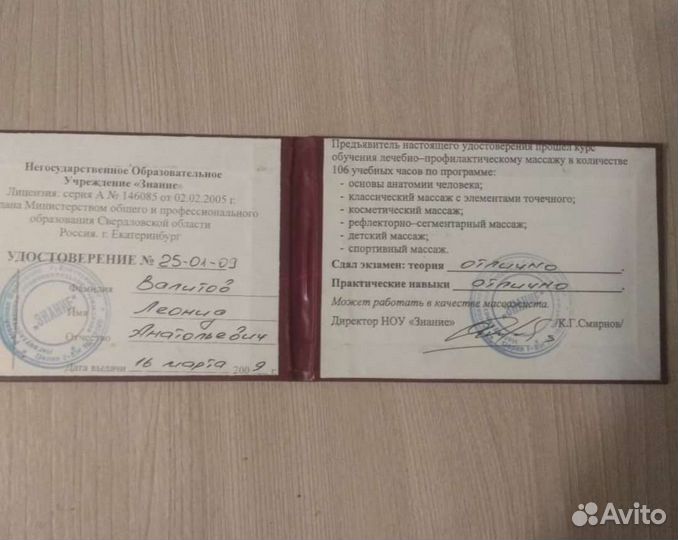 Негосударственное Образовательное
Учреждение «Знание»
Лицензия: серия А № 146085 от 02.02.2005 г.
дана Министерством общего и профессионального
образования Свердловской области
Россия. г. Екатеринбург
УДОСТОВЕРЕНИЕ № 25-01-09
Фамилия Валитов
Имя Леонид
Отчество Анатольевич
Дата выдачи 16 марта 2009 г.
"ЗНАНИЕ"
Предъявитель настоящего удостоверения прошел курс
обучения лечебно–профилактическому массажу в количестве
106 учебных часов по программе:
- основы анатомии человека;
- классический массаж с элементами точечного;
- косметический массаж;
- рефлекторно–сегментарный массаж;
- детский массаж;
- спортивный массаж.
Сдал экзамен: теория отлично .
Практические навыки отлично .
Может работать в качестве массажиста.
Директор НОУ «Знание» /К.Г.Смирнов/
Avito